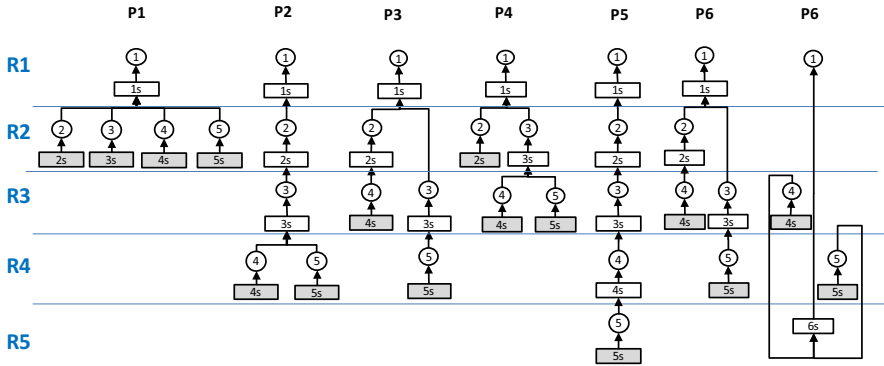 P1 P2 P3 P4 P5 P6 P6
R1 1 1 1 1 1 1 1
1s 1s 1s 1s 1s 1s
R2 2 3 4 5 2 2 2 3 2 2
2s 3s 4s 5s 2s 2s 2s 3s 2s 2s
R3 3 4 3 4 5 3 4 3 4
3s 4s 3s 4s 5s 3s 4s 3s 4s
R4 4 5 5 4 5 5
4s 5s 5s 4s 5s 5s
R5 5 6s
5s